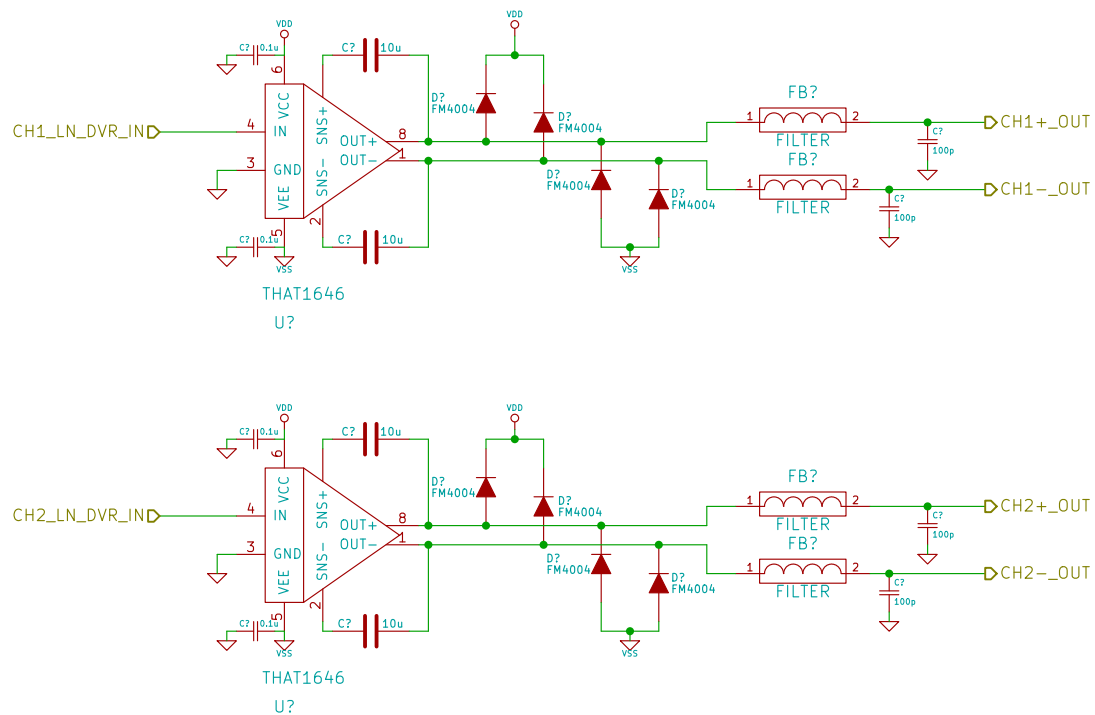 VDD
C? 0.1u
6
C? 10u
VCC
SNS+
D?
FM4004
D?
FM4004
FB?
1 2
FILTER
C?
100p
CH1+_OUT
CH1_LN_DVR_IN
4
IN
OUT+
8
OUT-
1
3
GND
SNS-
VEE
D?
FM4004
D?
FM4004
FB?
1 2
FILTER
C?
100p
CH1-_OUT
5
2
C? 0.1u
C? 10u
VSS
VSS
THAT1646
U?
VDD
VDD
C? 0.1u
6
C? 10u
VCC
SNS+
D?
FM4004
D?
FM4004
FB?
1 2
FILTER
C?
100p
CH2+_OUT
CH2_LN_DVR_IN
4
IN
OUT+
8
OUT-
1
3
GND
SNS-
VEE
D?
FM4004
D?
FM4004
FB?
1 2
FILTER
C?
100p
CH2-_OUT
5
2
C? 0.1u
C? 10u
VSS
VSS
THAT1646
U?
VDD